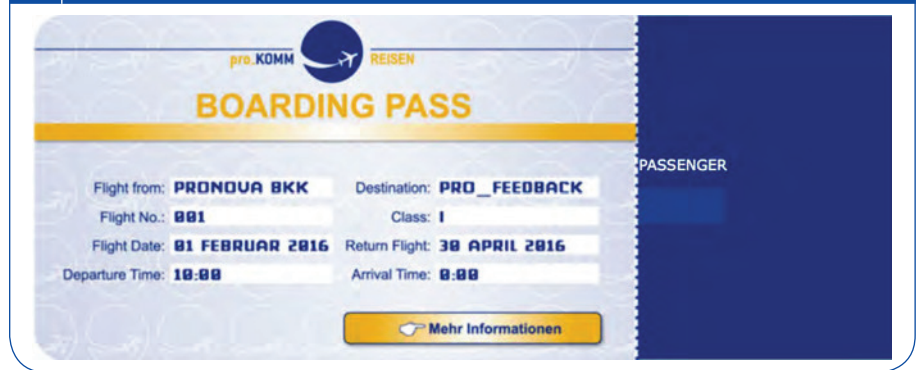 pro.KOMM REISEN
BOARDING PASS
PASSENGER
Flight from: PRONOVA BKK Destination: PRO_FEEDBACK
Flight No.: 001 Class: I
Flight Date: 01 FEBRUAR 2016 Return Flight: 30 APRIL 2016
Departure Time: 10:00 Arrival Time: 0:00
Mehr Informationen